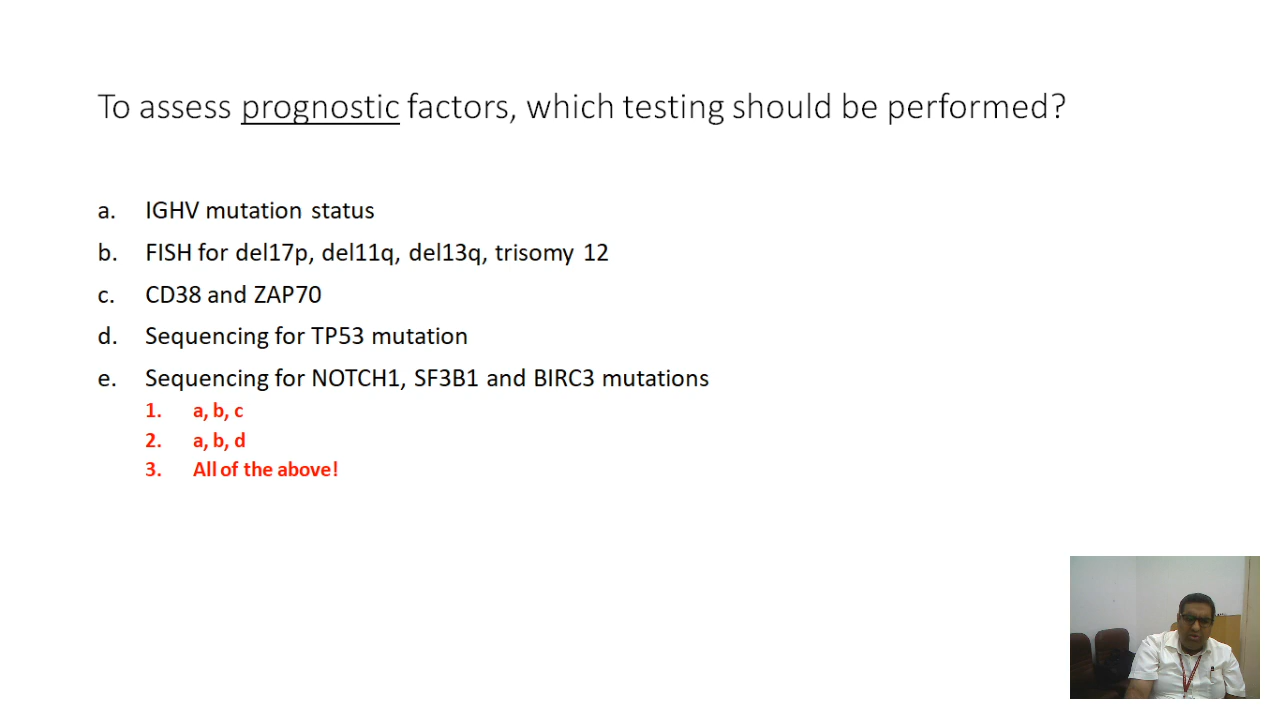 To assess prognostic factors, which testing should be performed?
a. IGHV mutation status
b. FISH for del17p, del11q, del13q, trisomy 12
c. CD38 and ZAP70
d. Sequencing for TP53 mutation
e. Sequencing for NOTCH1, SF3B1 and BIRC3 mutations
1. a, b, c
2. a, b, d
3. All of the above!